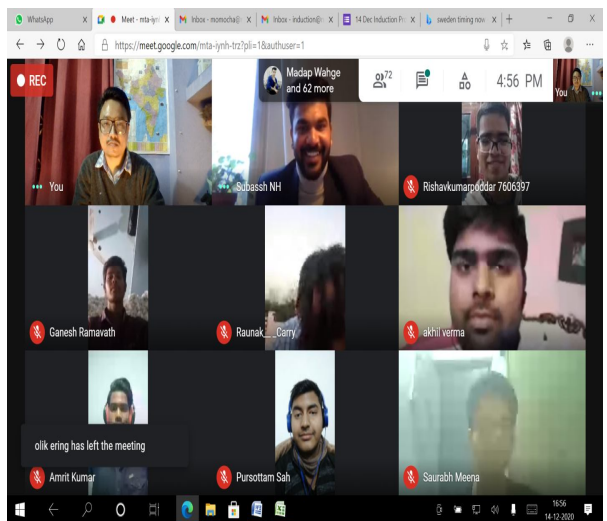 WhatsApp
Meet - mta-iynh
Inbox - momocha@
Inbox - induction@
14 Dec Induction
sweden timing now
https://meet.google.com/mta-iynh-trz?pli=1&authuser=1
REC
Madap Wahge
and 62 more
72
4:56 PM
You
You
Subassh NH
Rishavkumarpoddar 7606397
Ganesh Ramavath
Raunak___Carry
akhil verma
olik ering has left the meeting
Amrit Kumar
Pursottam Sah
Saurabh Meena
16:56
14-12-2020